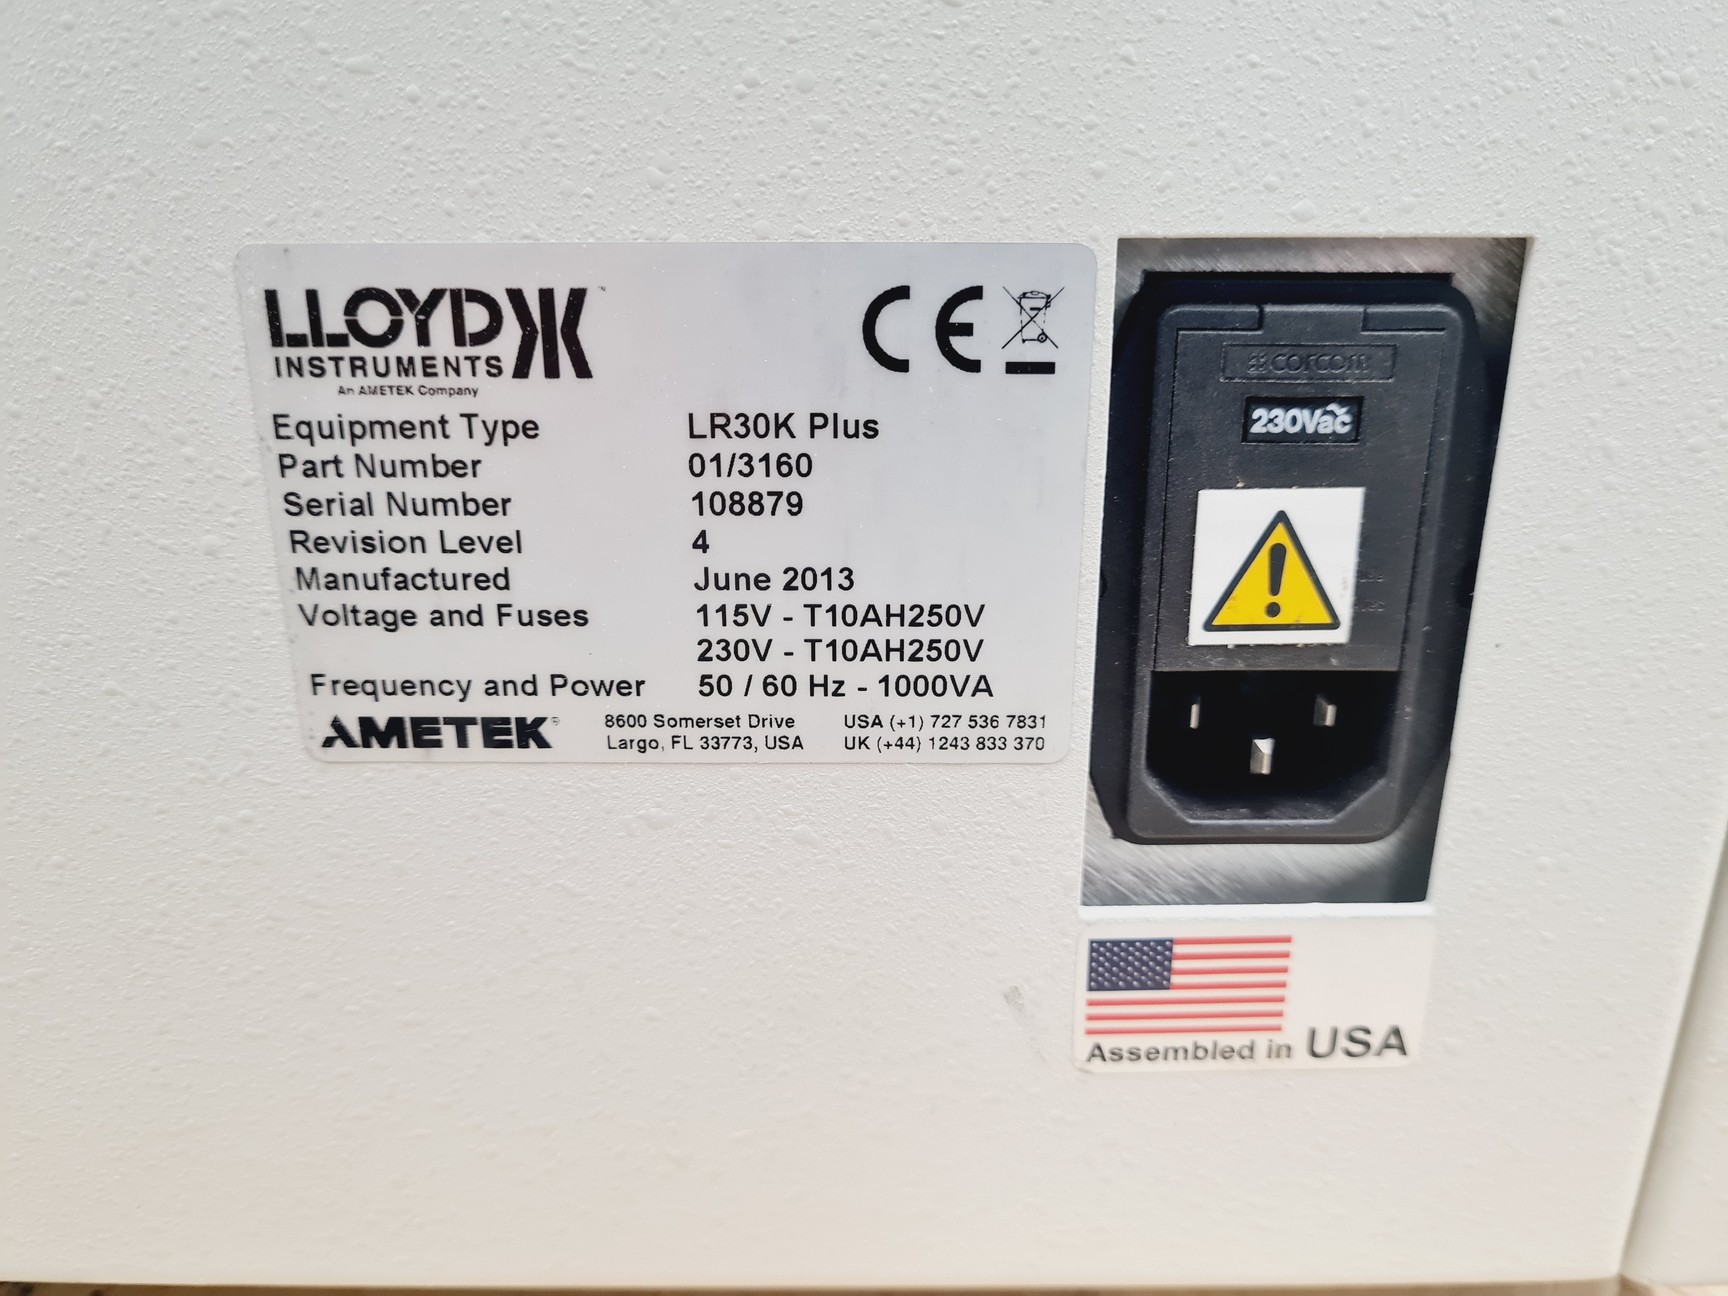 LLOYD
INSTRUMENTS
An AMETEK Company
CE
Equipment Type LR30K Plus
Part Number 01/3160
Serial Number 108879
Revision Level 4
Manufactured June 2013
Voltage and Fuses 115V - T10AH250V
230V - T10AH250V
Frequency and Power 50 / 60 Hz - 1000VA
AMETEK®
8600 Somerset Drive
Largo, FL 33773, USA
USA (+1) 727 536 7831
UK (+44) 1243 833 370
corcom
230Vac
Assembled in USA